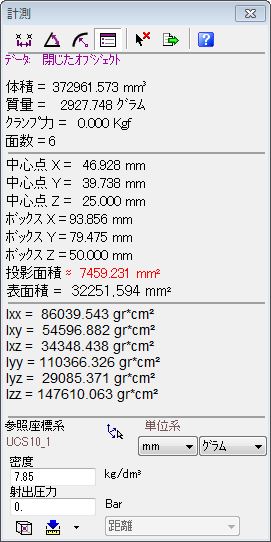 計測
データ: 閉じたオブジェクト
体積 = 372961.573 mm³
質量 = 2927.748 グラム
クランプ力 = 0.000 Kgf
面数 = 6
中心点 X = 46.928 mm
中心点 Y = 39.738 mm
中心点 Z = 25.000 mm
ボックス X = 93.856 mm
ボックス Y = 79.475 mm
ボックス Z = 50.000 mm
投影面積 ≈ 7459.231 mm²
表面積 = 32251.594 mm²
Ixx = 86039.543 gr*cm²
Ixy = 54596.882 gr*cm²
Ixz = 34348.438 gr*cm²
Iyy = 110366.326 gr*cm²
Iyz = 29085.371 gr*cm²
Izz = 147610.063 gr*cm²
参照座標系 単位系
UCS10_1 mm グラム
密度
7.85 kg/dm³
射出圧力
0. Bar
距離